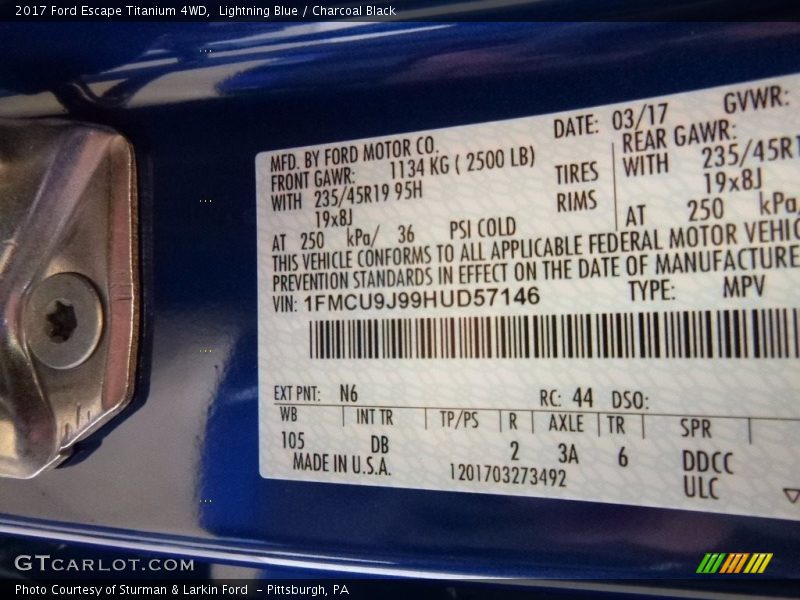 2017 Ford Escape Titanium 4WD,  Lightning Blue / Charcoal Black
MFD. BY FORD MOTOR CO.
DATE: 03/17
GVWR:
FRONT GAWR: 1134 KG ( 2500 LB)
REAR GAWR:
WITH 235/45R19 95H
TIRES
WITH 235/45R1
19x8J
RIMS
19x8J
AT 250 kPa/ 36 PSI COLD
AT 250 kPa,
THIS VEHICLE CONFORMS TO ALL APPLICABLE FEDERAL MOTOR VEHIC
PREVENTION STANDARDS IN EFFECT ON THE DATE OF MANUFACTURE
VIN: 1FMCU9J99HUD57146
TYPE: MPV
EXT PNT: N6
RC: 44 DSO:
WB INT TR TP/PS R AXLE TR SPR
105 DB 2 3A 6 DDCC
MADE IN U.S.A. 1201703273492 ULC
GTCARLOT.COM
Photo Courtesy of Sturman & Larkin Ford  - Pittsburgh, PA